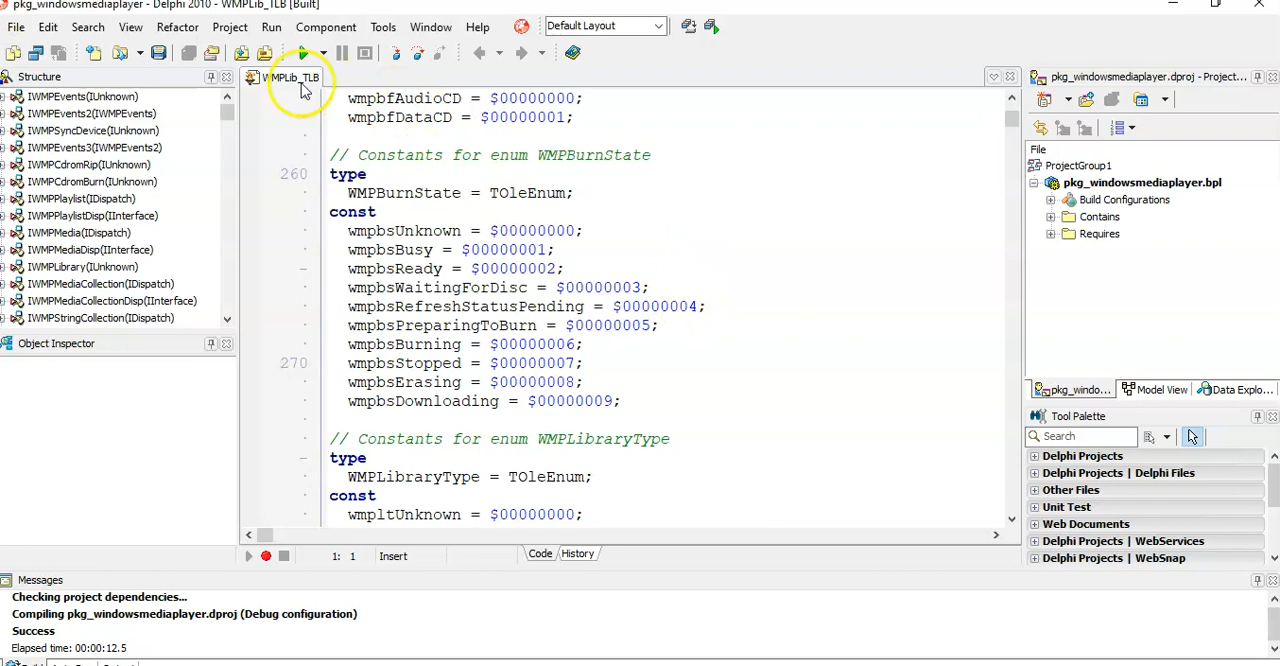 pkg_windowsmediaplayer - Delphi 2010 - WMPLib_TLB [Built]
File Edit Search View Refactor Project Run Component Tools Window Help Default Layout
Structure
IWMPEvents(IUnknown)
IWMPEvents2(IWMPEvents)
IWMPSyncDevice(IUnknown)
IWMPEvents3(IWMPEvents2)
IWMPCdromRip(IUnknown)
IWMPCdromBurn(IUnknown)
IWMPPlaylist(IDispatch)
IWMPPlaylistDisp(IInterface)
IWMPMedia(IDispatch)
IWMPMediaDisp(IInterface)
IWMPLibrary(IUnknown)
IWMPMediaCollection(IDispatch)
IWMPMediaCollectionDisp(IInterface)
IWMPStringCollection(IDispatch)
Object Inspector
WMPLib_TLB
wmpbfAudioCD = $00000000;
wmpbfDataCD = $00000001;
// Constants for enum WMPBurnState
260 type
WMPBurnState = TOleEnum;
const
wmpbsUnknown = $00000000;
wmpbsBusy = $00000001;
wmpbsReady = $00000002;
wmpbsWaitingForDisc = $00000003;
wmpbsRefreshStatusPending = $00000004;
wmpbsPreparingToBurn = $00000005;
wmpbsBurning = $00000006;
270 wmpbsStopped = $00000007;
wmpbsErasing = $00000008;
wmpbsDownloading = $00000009;
// Constants for enum WMPLibraryType
type
WMPLibraryType = TOleEnum;
const
wmpltUnknown = $00000000;
1: 1 Insert Code History
pkg_windowsmediaplayer.dproj - Project...
File
ProjectGroup1
pkg_windowsmediaplayer.bpl
Build Configurations
Contains
Requires
pkg_windo... Model View Data Explo...
Tool Palette
Search
Delphi Projects
Delphi Projects | Delphi Files
Other Files
Unit Test
Web Documents
Delphi Projects | WebServices
Delphi Projects | WebSnap
Messages
Checking project dependencies...
Compiling pkg_windowsmediaplayer.dproj (Debug configuration)
Success
Elapsed time: 00:00:12.5